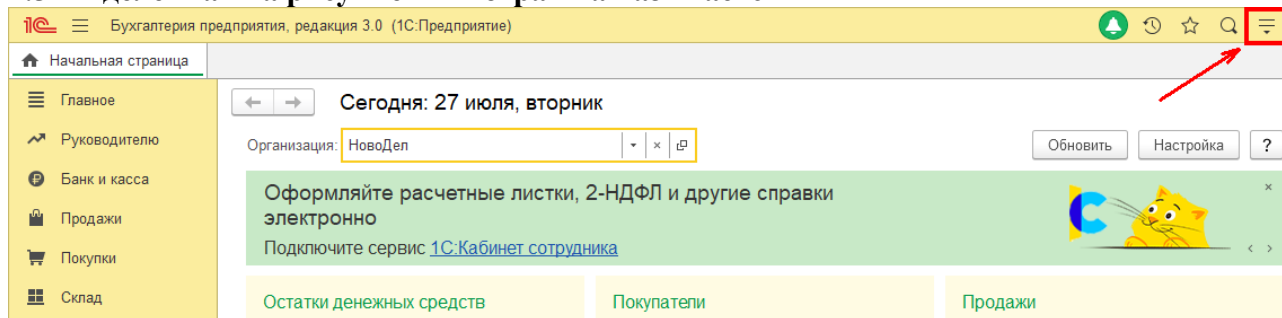 1С Бухгалтерия предприятия, редакция 3.0 (1С:Предприятие)
Начальная страница
Главное
Руководителю
Банк и касса
Продажи
Покупки
Склад
Сегодня: 27 июля, вторник
Организация: НовоДел
Обновить Настройка ?
Оформляйте расчетные листки, 2-НДФЛ и другие справки
электронно
Подключите сервис 1С:Кабинет сотрудника
Остатки денежных средств Покупатели Продажи